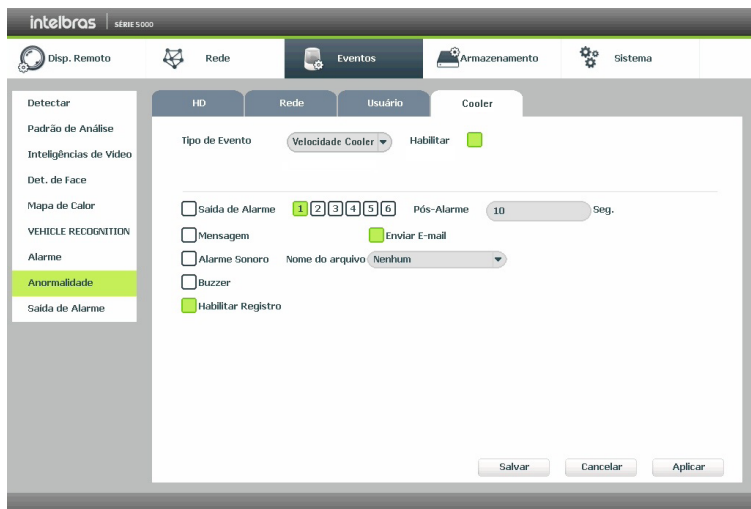 intelbras SÉRIE 5000
Disp. Remoto Rede Eventos Armazenamento Sistema
Detectar
Padrão de Análise
Inteligências de Video
Det. de Face
Mapa de Calor
VEHICLE RECOGNITION
Alarme
Anormalidade
Saída de Alarme
HD Rede Usuário Cooler
Tipo de Evento Velocidade Cooler Habilitar
Saida de Alarme 1 2 3 4 5 6 Pós-Alarme 10 Seg.
Mensagem Enviar E-mail
Alarme Sonoro Nome do arquivo Nenhum
Buzzer
Habilitar Registro
Salvar Cancelar Aplicar